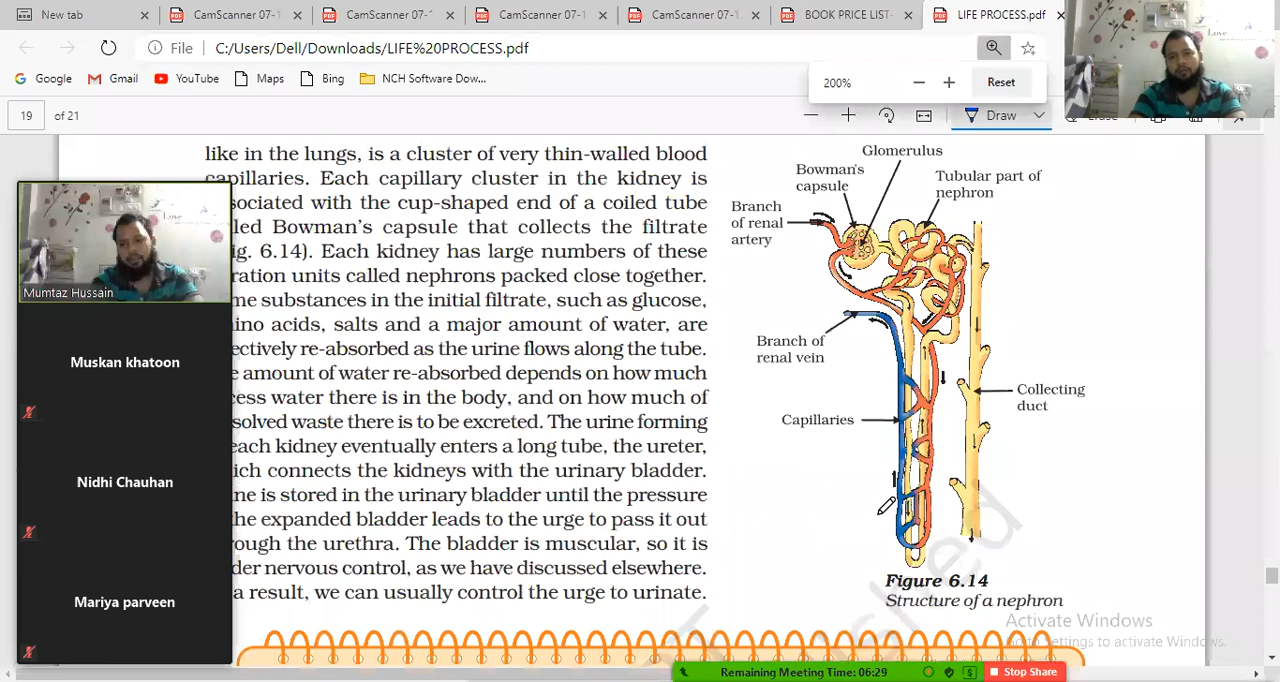 New tab
CamScanner 07-1
CamScanner 07-1
CamScanner 07-1
CamScanner 07-1
BOOK PRICE LIST-
LIFE PROCESS.pdf
File
C:/Users/Dell/Downloads/LIFE%20PROCESS.pdf
Google
Gmail
YouTube
Maps
Bing
NCH Software Dow...
200%
Reset
19
of 21
Draw
like in the lungs, is a cluster of very thin-walled blood
capillaries. Each capillary cluster in the kidney is
ssociated with the cup-shaped end of a coiled tube
led Bowman's capsule that collects the filtrate
ig. 6.14). Each kidney has large numbers of these
ration units called nephrons packed close together.
me substances in the initial filtrate, such as glucose,
ino acids, salts and a major amount of water, are
ectively re-absorbed as the urine flows along the tube.
e amount of water re-absorbed depends on how much
cess water there is in the body, and on how much of
solved waste there is to be excreted. The urine forming
each kidney eventually enters a long tube, the ureter,
ich connects the kidneys with the urinary bladder.
ne is stored in the urinary bladder until the pressure
the expanded bladder leads to the urge to pass it out
rough the urethra. The bladder is muscular, so it is
der nervous control, as we have discussed elsewhere.
a result, we can usually control the urge to urinate.
Glomerulus
Bowman's
capsule
Tubular part of
nephron
Branch
of renal
artery
Branch of
renal vein
Collecting
duct
Capillaries
Figure 6.14
Structure of a nephron
Mumtaz Hussain
Muskan khatoon
Nidhi Chauhan
Mariya parveen
Activate Windows
Go to Settings to activate Windows.
Remaining Meeting Time: 06:29
Stop Share